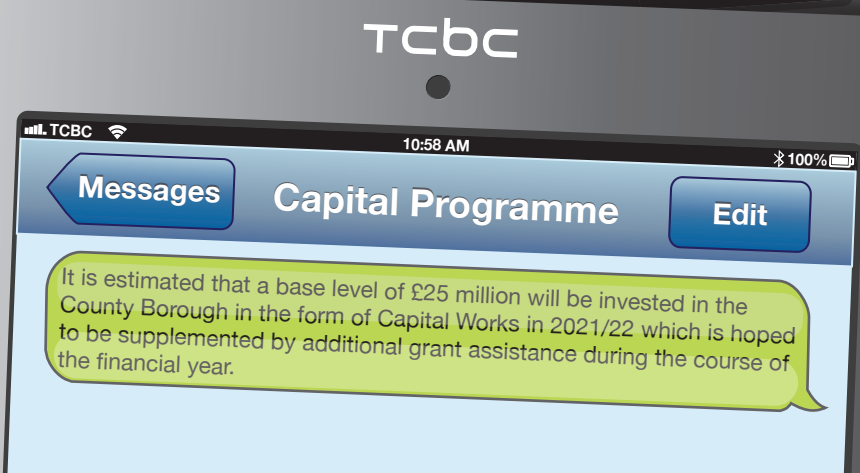 TCBC
TCBC 10:58 AM 100%
Messages Capital Programme Edit
It is estimated that a base level of £25 million will be invested in the
County Borough in the form of Capital Works in 2021/22 which is hoped
to be supplemented by additional grant assistance during the course of
the financial year.